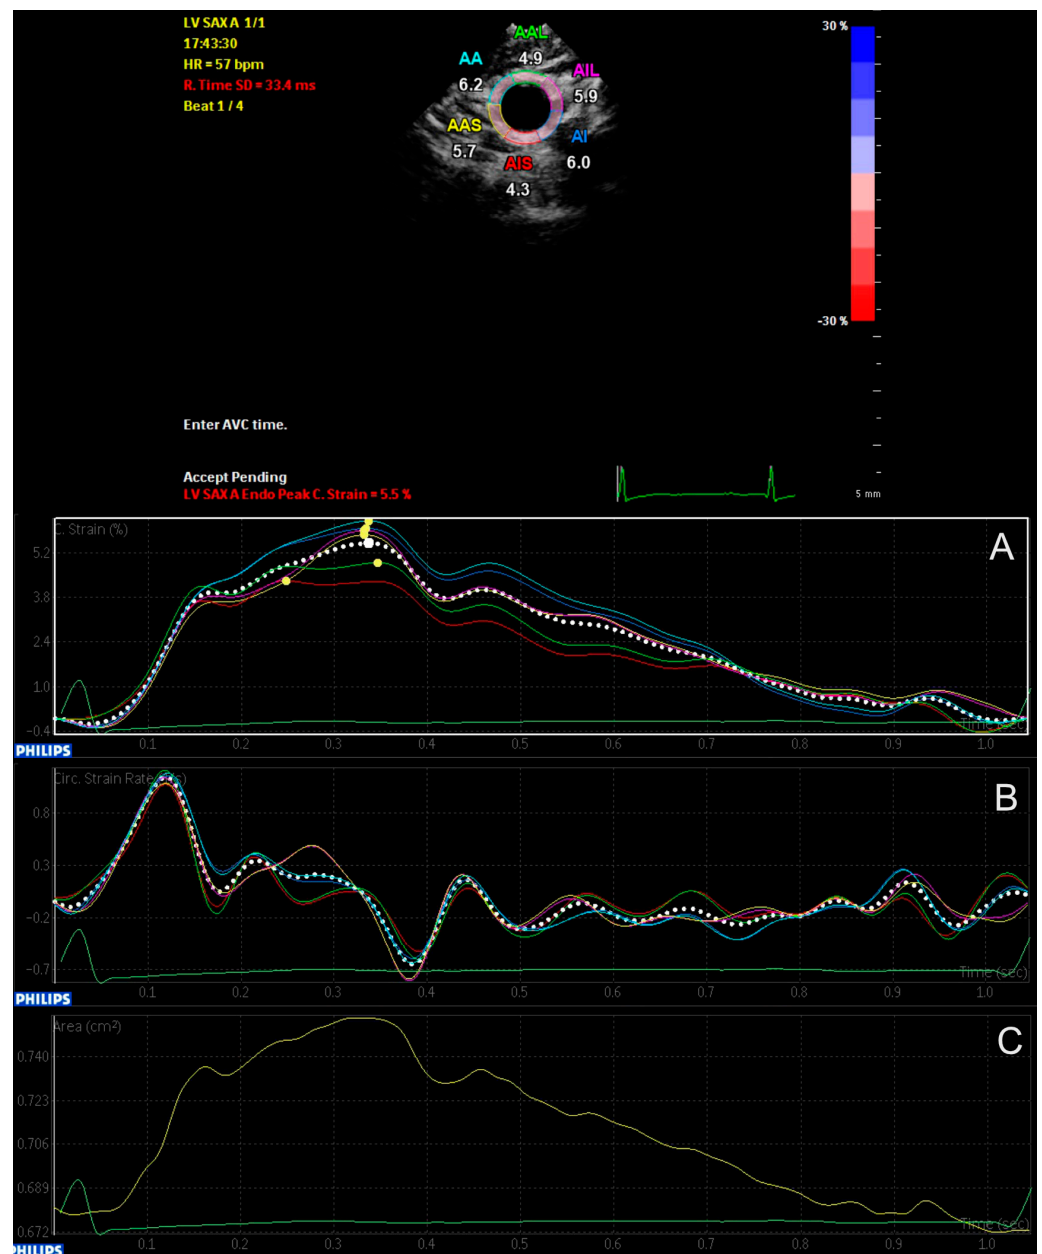 LV SAX A 1/1
17:43:30
HR = 57 bpm
R. Time SD = 33.4 ms
Beat 1 / 4
AAL
4.9
AA
6.2
AIL
5.9
AAS
5.7
AI
6.0
AIS
4.3
30 %
-30 %
Enter AVC time.
Accept Pending
LV SAX A Endo Peak C. Strain = 5.5 %
5 mm
C. Strain (%)
A
5.2
3.8
2.4
1.0
-0.4
Time (sec)
0.1 0.2 0.3 0.4 0.5 0.6 0.7 0.8 0.9 1.0
PHILIPS
Circ. Strain Rate
B
0.8
0.3
-0.2
-0.7
Time (sec)
0.1 0.2 0.3 0.4 0.5 0.6 0.7 0.8 0.9 1.0
PHILIPS
Area (cm²)
C
0.740
0.723
0.706
0.689
0.672
Time (sec)
0.1 0.2 0.3 0.4 0.5 0.6 0.7 0.8 0.9 1.0
PHILIPS